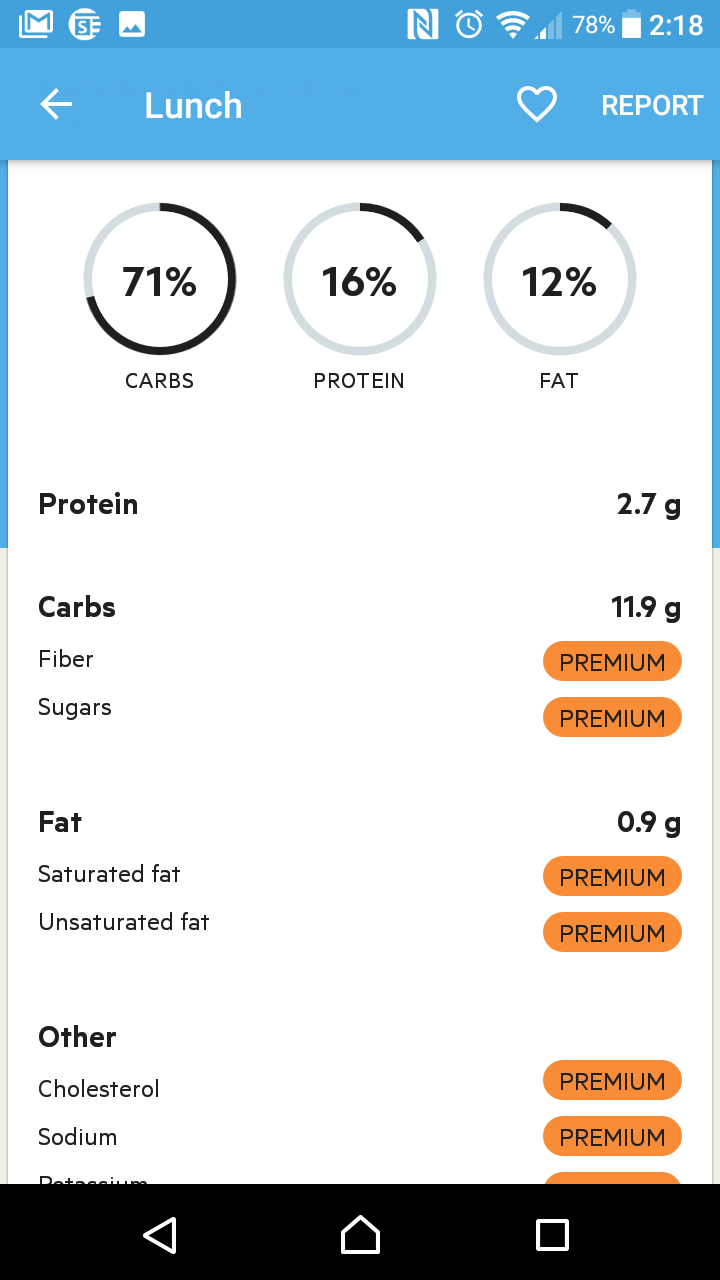 78% 2:18
Lunch REPORT
71% 16% 12%
CARBS PROTEIN FAT
Protein 2.7 g
Carbs 11.9 g
Fiber PREMIUM
Sugars PREMIUM
Fat 0.9 g
Saturated fat PREMIUM
Unsaturated fat PREMIUM
Other
Cholesterol PREMIUM
Sodium PREMIUM
Potassium